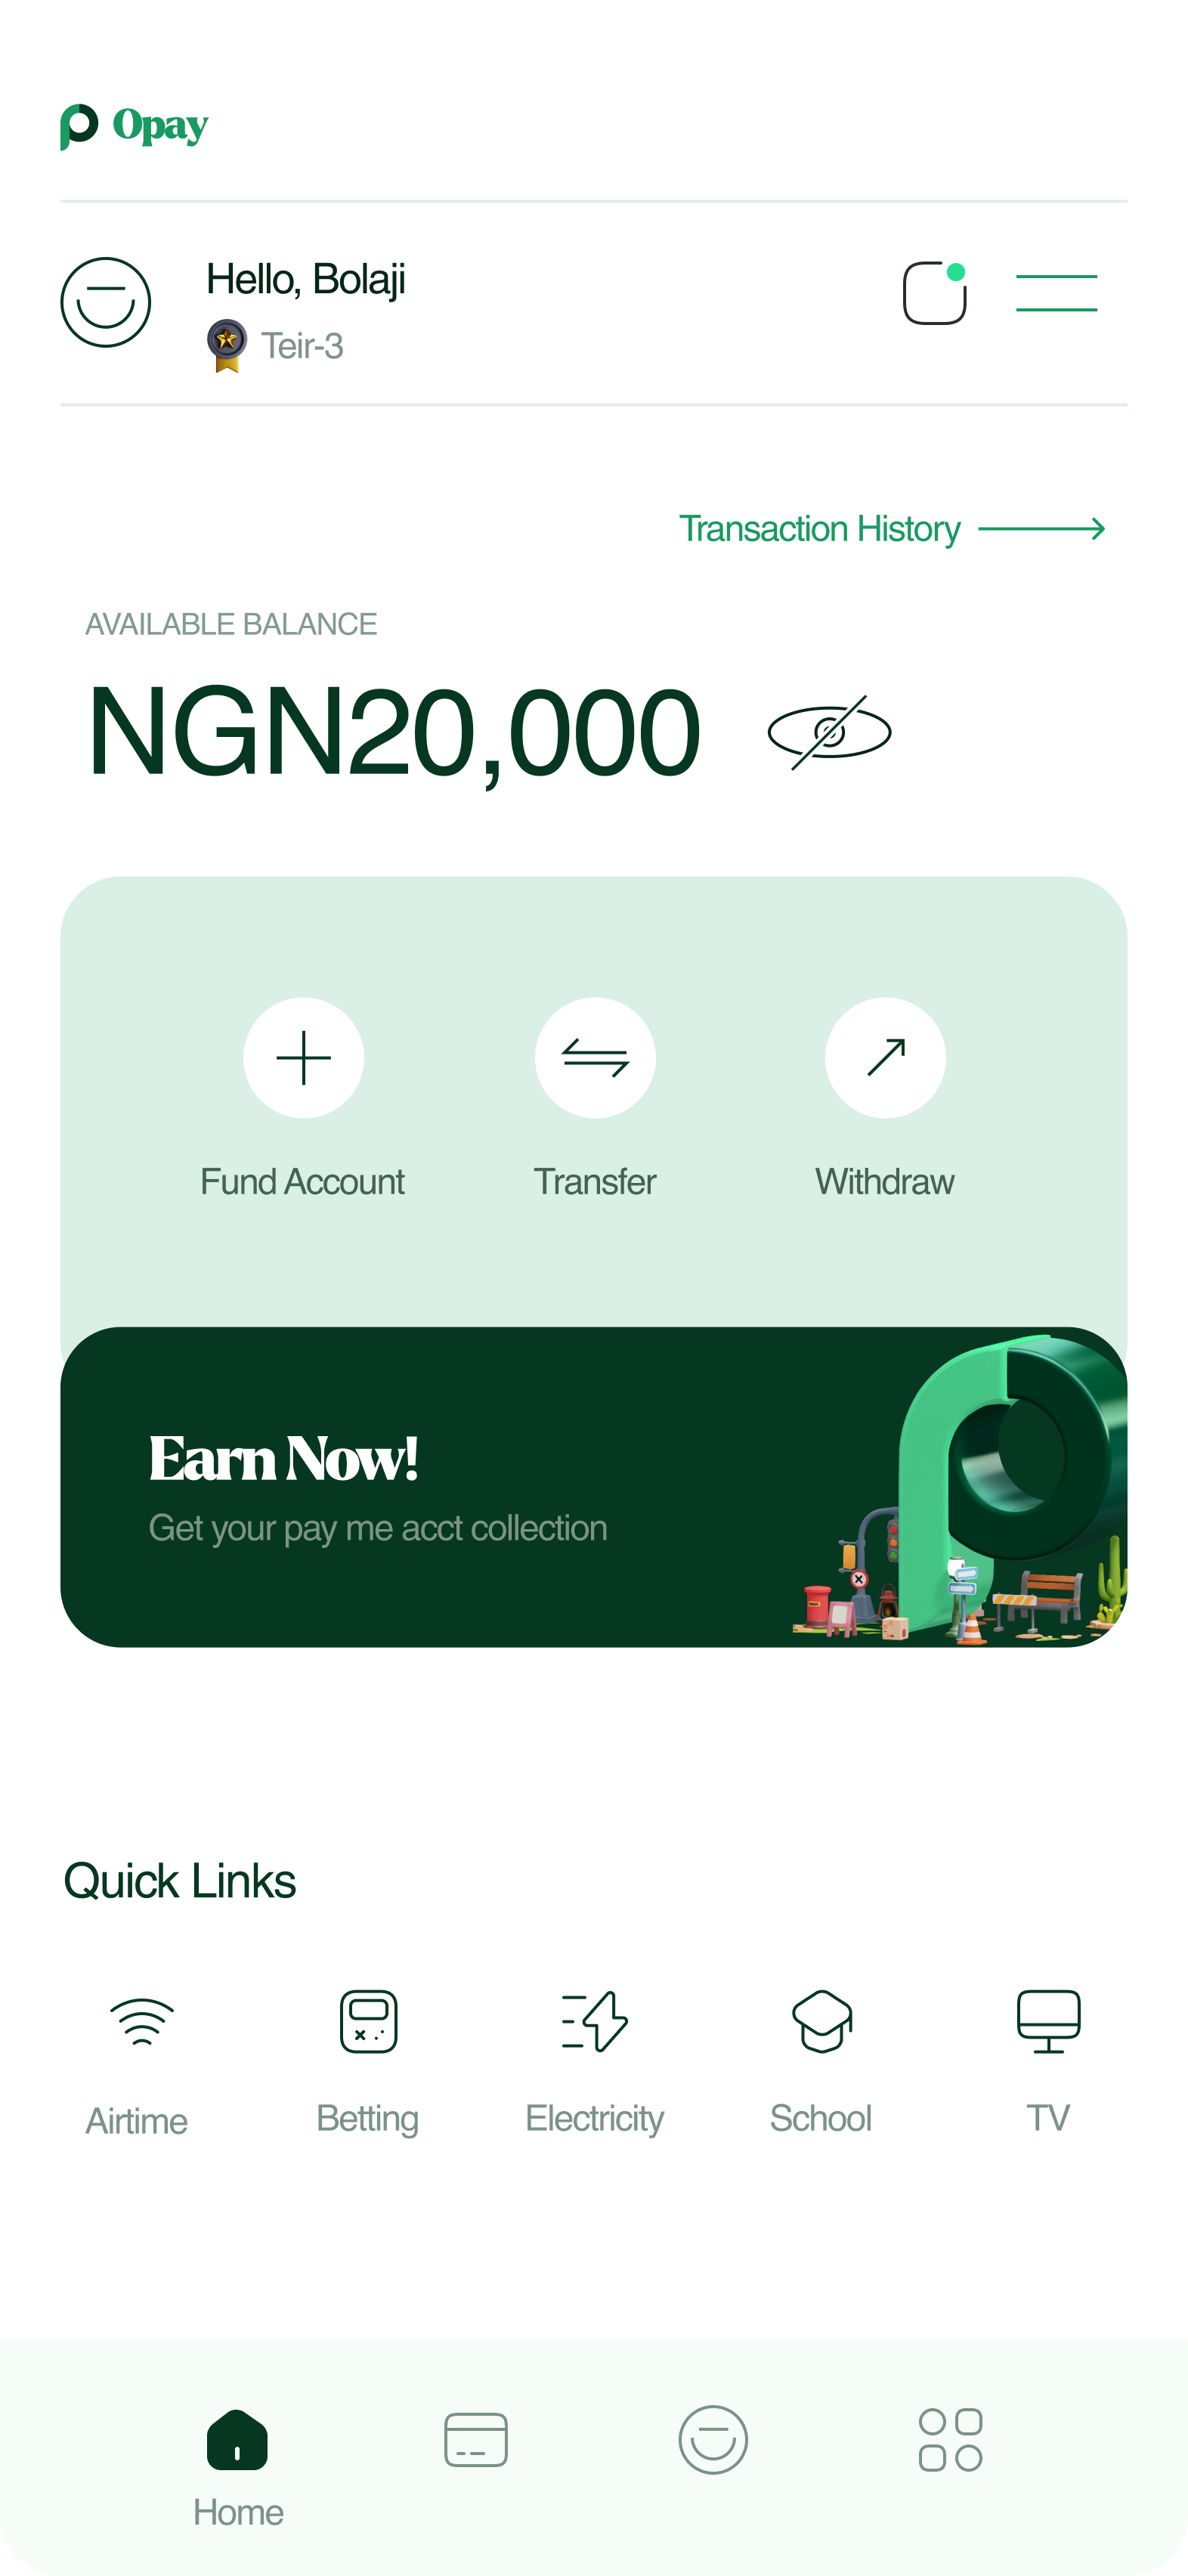 Opay
Hello, Bolaji
Teir-3
Transaction History
AVAILABLE BALANCE
NGN20,000
Fund Account
Transfer
Withdraw
Earn Now!
Get your pay me acct collection
Quick Links
Airtime
Betting
Electricity
School
TV
Home